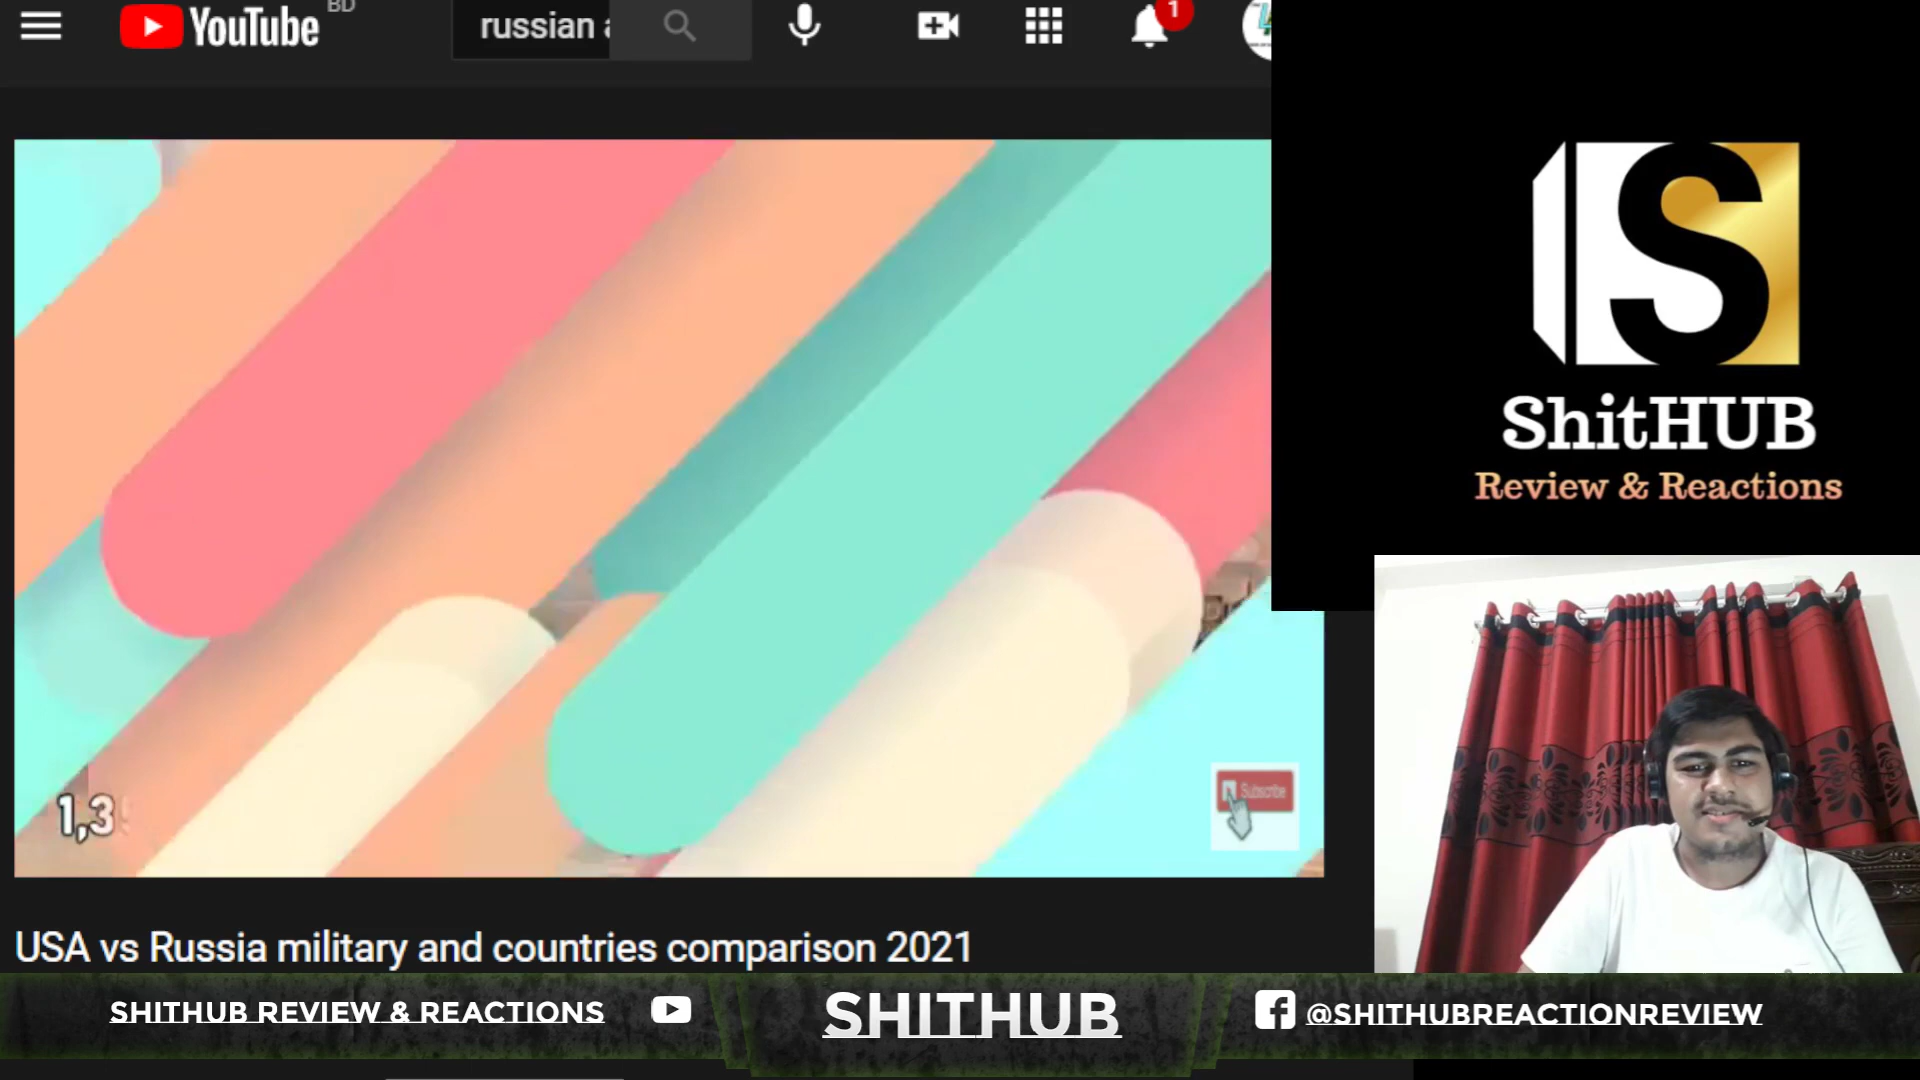 YouTube
BD
russian
1
1,3
Subscribe
S
ShitHUB
Review & Reactions
USA vs Russia military and countries comparison 2021
SHITHUB REVIEW & REACTIONS
SHITHUB
@SHITHUBREACTIONREVIEW